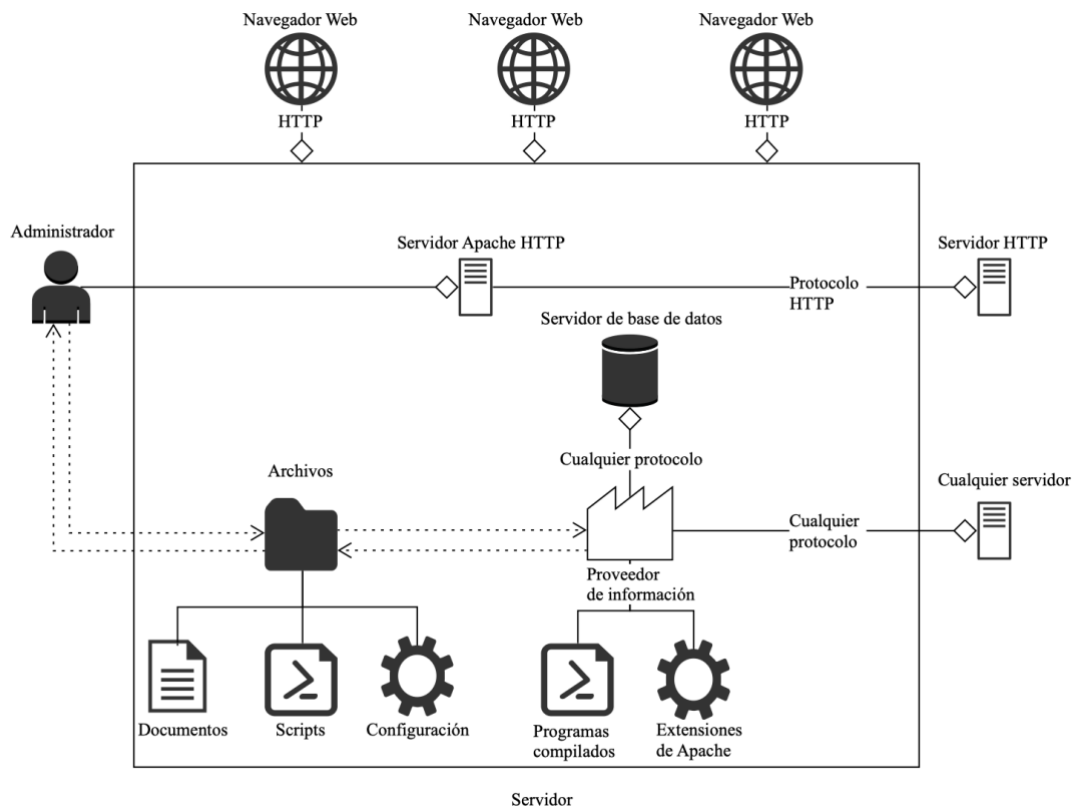 Navegador Web
Navegador Web
Navegador Web
HTTP
HTTP
HTTP
Administrador
Servidor Apache HTTP
Servidor HTTP
Protocolo
HTTP
Servidor de base de datos
Cualquier protocolo
Archivos
Cualquier servidor
Cualquier
protocolo
Proveedor
de información
Documentos
Scripts
Configuración
Programas
compilados
Extensiones
de Apache
Servidor